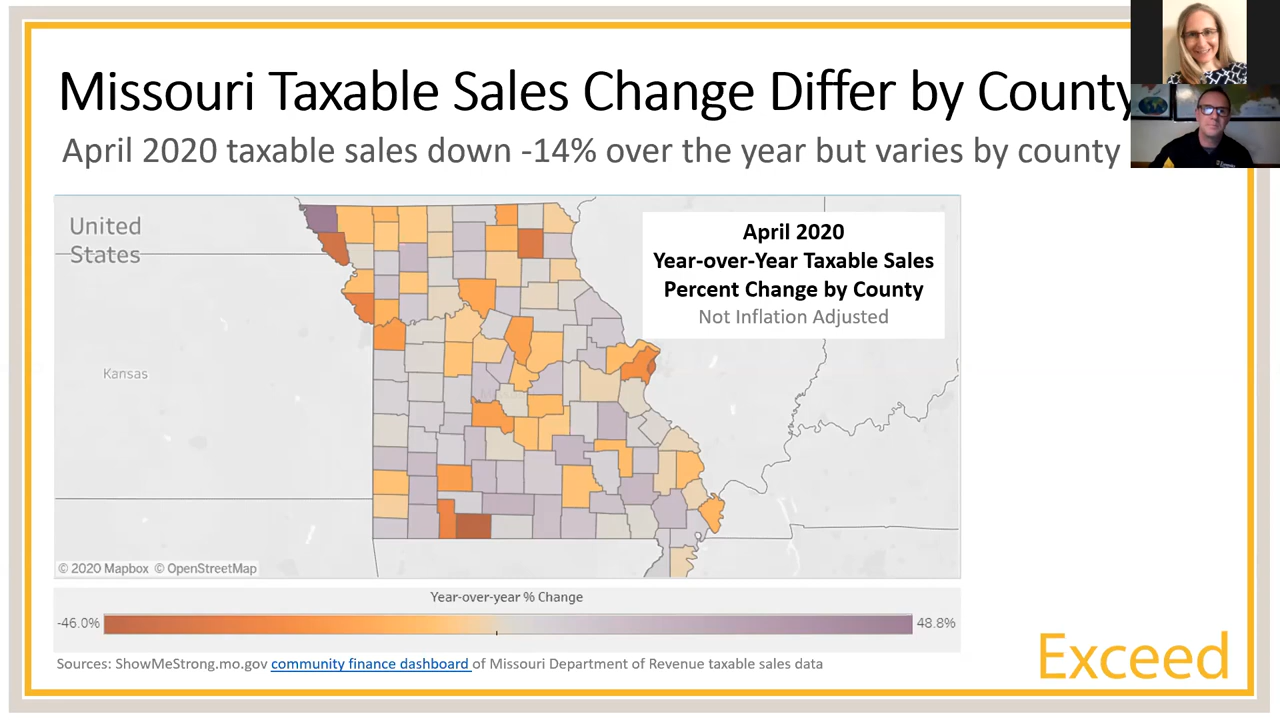 Missouri Taxable Sales Change Differ by County
April 2020 taxable sales down -14% over the year but varies by county
United
States
April 2020
Year-over-Year Taxable Sales
Percent Change by County
Not Inflation Adjusted
Kansas
© 2020 Mapbox © OpenStreetMap
Year-over-year % Change
-46.0%
48.8%
Sources: ShowMeStrong.mo.gov community finance dashboard of Missouri Department of Revenue taxable sales data
Exceed